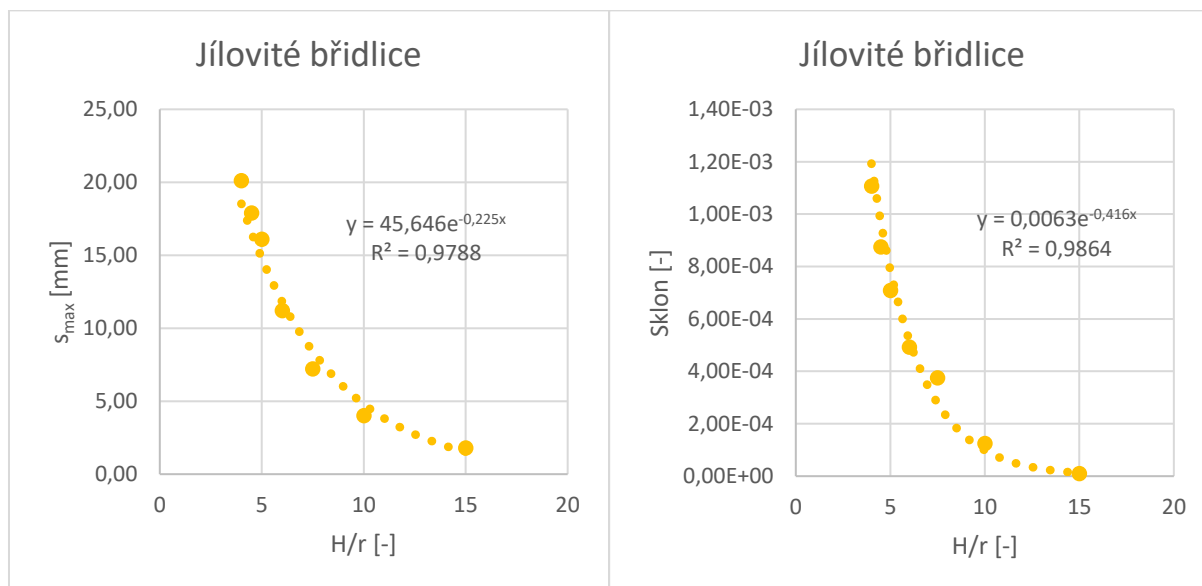 Jílovité břidlice
25,00
20,00
15,00
10,00
5,00
0,00
0
5
10
15
20
s_max [mm]
H/r [-]
y = 45,646e^-0,225x
R² = 0,9788
Jílovité břidlice
1,40E-03
1,20E-03
1,00E-03
8,00E-04
6,00E-04
4,00E-04
2,00E-04
0,00E+00
0
5
10
15
20
Sklon [-]
H/r [-]
y = 0,0063e^-0,416x
R² = 0,9864